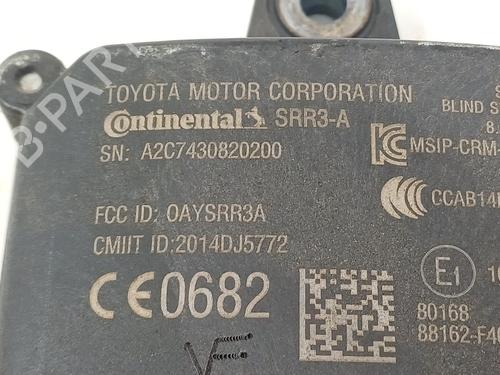 TOYOTA MOTOR CORPORATION
Continental SRR3-A
BLIND S
SN: A2C7430820200
MSIP-CRM-
CCAB14
FCC ID: OAYSRR3A
CMIIT ID:2014DJ5772
CE0682
E1
80168
88162-F40
B-PARTS